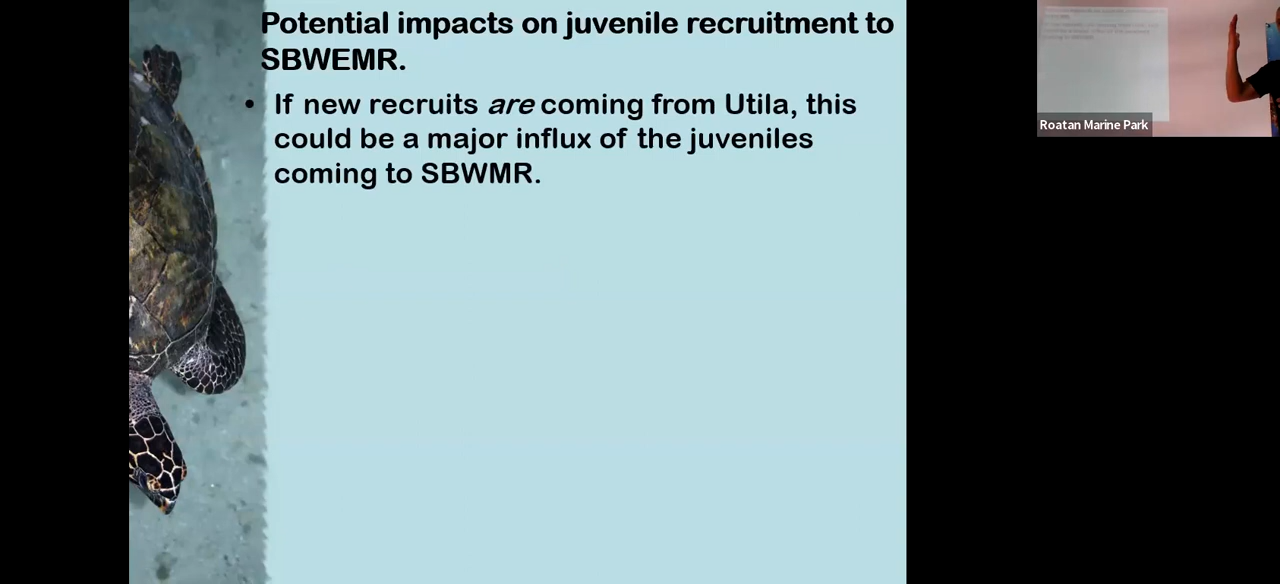 Potential impacts on juvenile recruitment to
SBWEMR.
• If new recruits are coming from Utila, this
could be a major influx of the juveniles
coming to SBWMR.
Roatan Marine Park